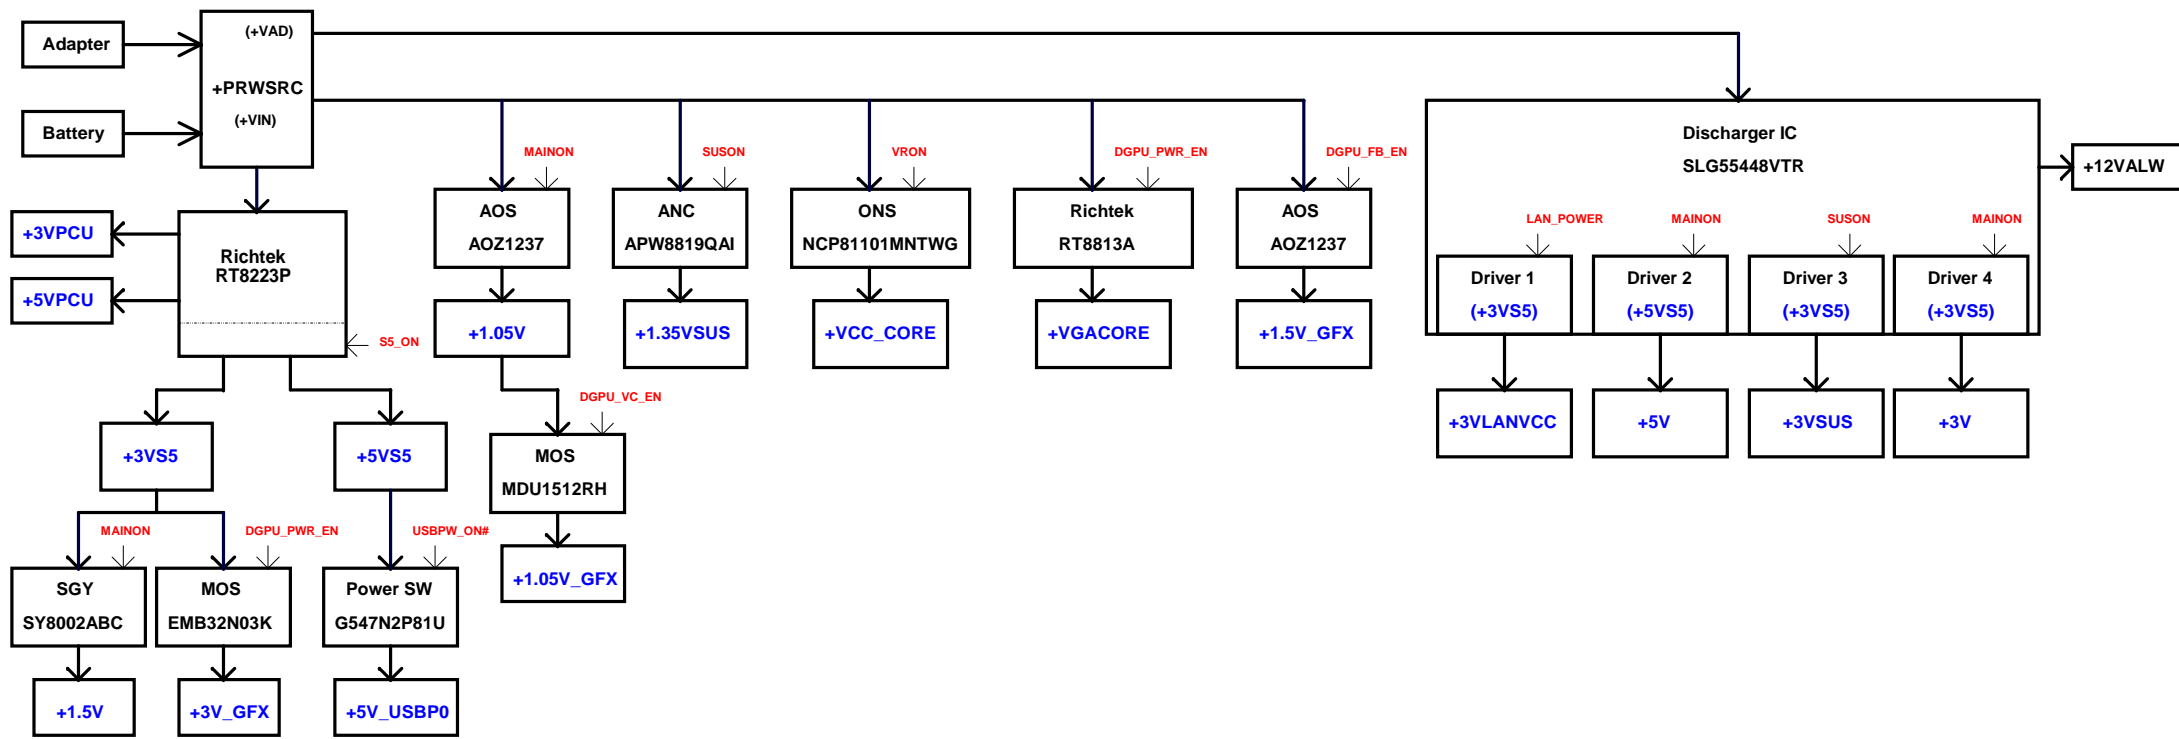 Adapter
(+VAD)
+PRWSRC
(+VIN)
Battery
Discharger IC
SLG55448VTR
+12VALW
MAINON
SUSON
VRON
DGPU_PWR_EN
DGPU_FB_EN
AOS
AOZ1237
ANC
APW8819QAI
ONS
NCP81101MNTWG
Richtek
RT8813A
AOS
AOZ1237
LAN_POWER
MAINON
SUSON
MAINON
+3VPCU
+5VPCU
Richtek
RT8223P
S5_ON
Driver 1
(+3VS5)
Driver 2
(+5VS5)
Driver 3
(+3VS5)
Driver 4
(+3VS5)
+1.05V
+1.35VSUS
+VCC_CORE
+VGACORE
+1.5V_GFX
DGPU_VC_EN
+3VLANVCC
+5V
+3VSUS
+3V
+3VS5
+5VS5
MOS
MDU1512RH
MAINON
DGPU_PWR_EN
USBPW_ON#
+1.05V_GFX
SGY
SY8002ABC
MOS
EMB32N03K
Power SW
G547N2P81U
+1.5V
+3V_GFX
+5V_USBP0